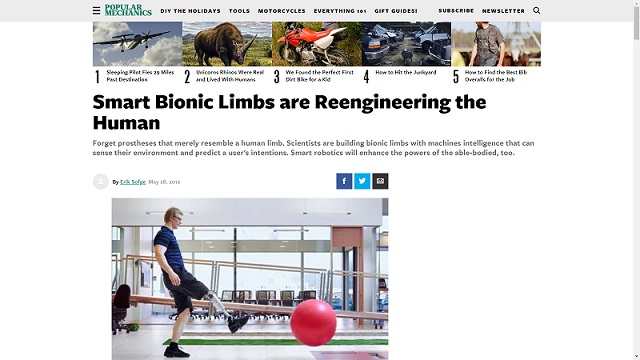 POPULAR
MECHANICS
DIY THE HOLIDAYS
TOOLS
MOTORCYCLES
EVERYTHING 101
GIFT GUIDES!
SUBSCRIBE
NEWSLETTER
1 Sleeping Pilot Flies 29 Miles
Past Destination
2 Unicorns Rhinos Were Real
and Lived With Humans
3 We Found the Perfect First
Dirt Bike for a Kid
4 How to Hit the Junkyard
5 How to Find the Best Bib
Overalls for the Job
Smart Bionic Limbs are Reengineering the
Human
Forget prostheses that merely resemble a human limb. Scientists are building bionic limbs with machines intelligence that can
sense their environment and predict a user's intentions. Smart robotics will enhance the powers of the able-bodied, too.
By Erik Sofge May 28, 2012